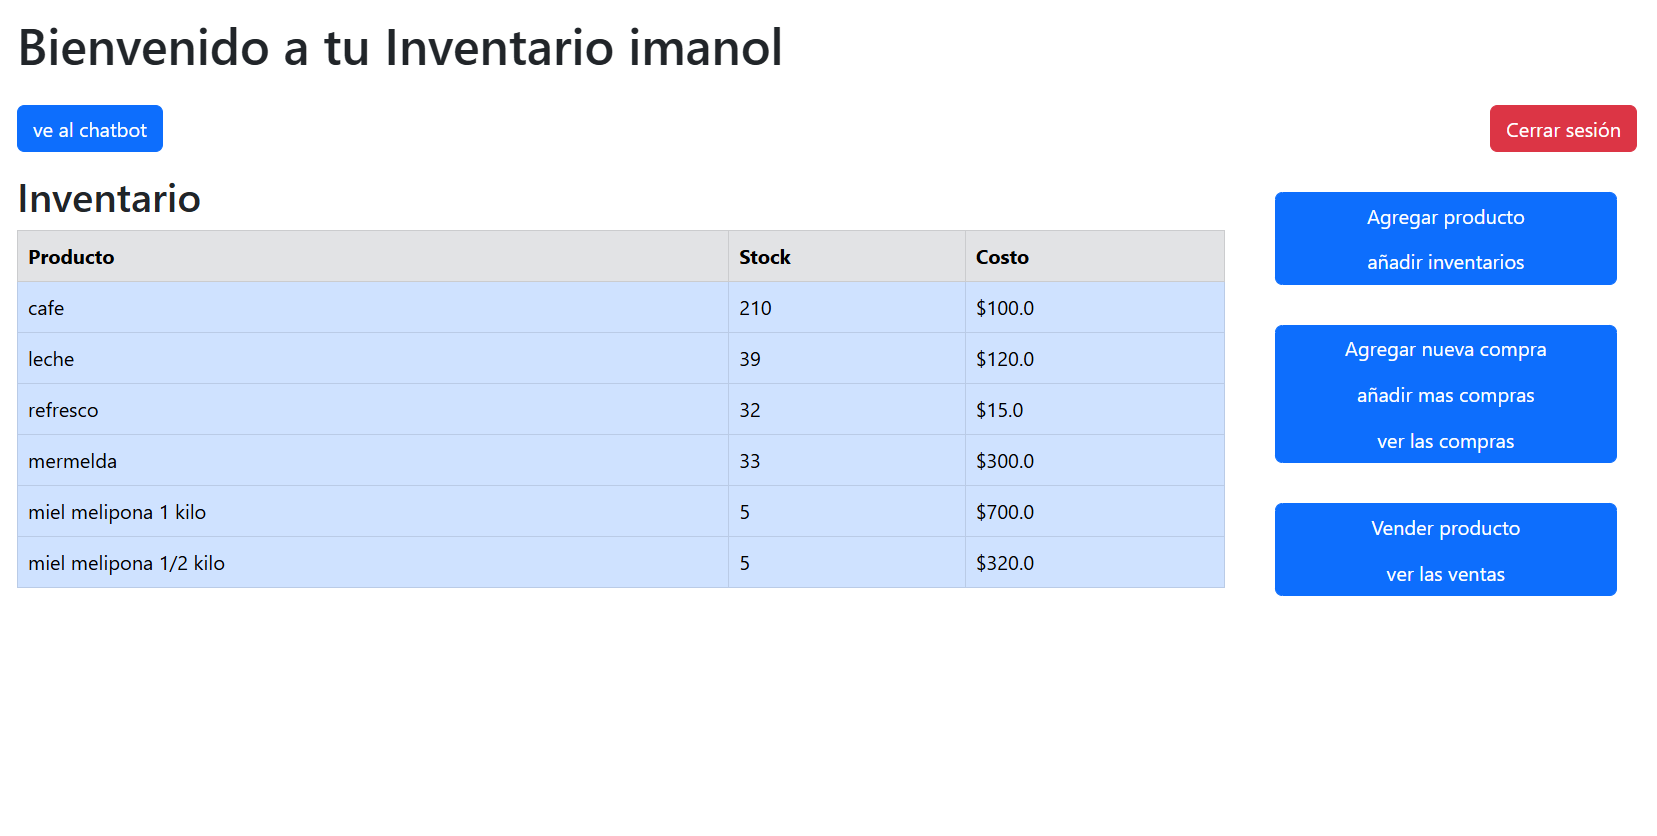 Bienvenido a tu Inventario imanol
ve al chatbot
Cerrar sesión
Inventario
Producto Stock Costo
cafe 210 $100.0
leche 39 $120.0
refresco 32 $15.0
mermelda 33 $300.0
miel melipona 1 kilo 5 $700.0
miel melipona 1/2 kilo 5 $320.0
Agregar producto
añadir inventarios
Agregar nueva compra
añadir mas compras
ver las compras
Vender producto
ver las ventas